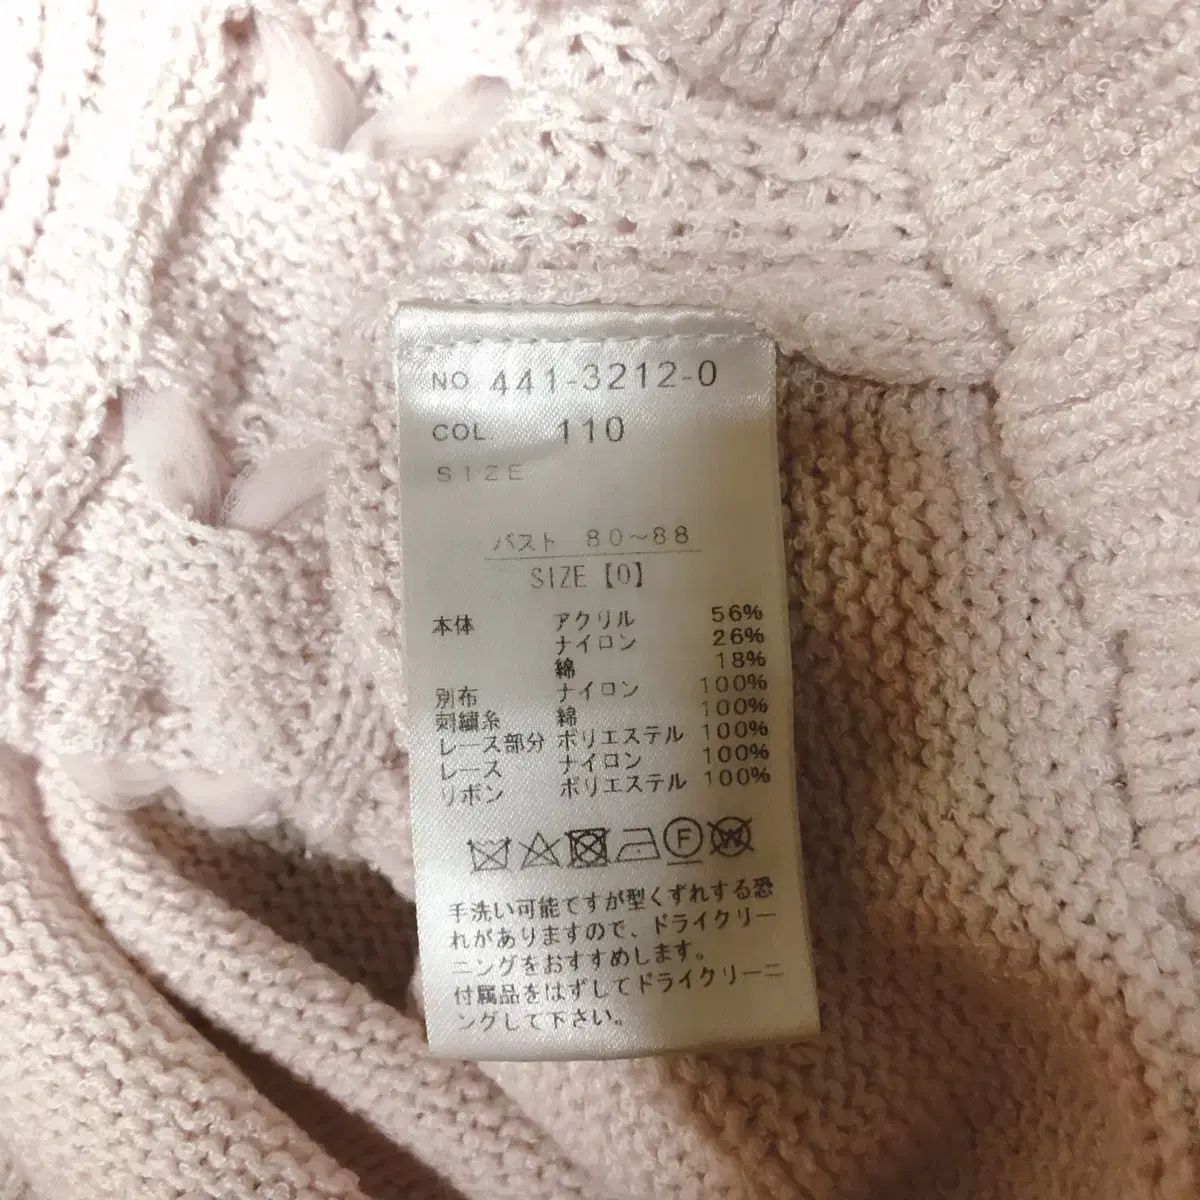 NO. 441-3212-0
COL. 110
SIZE
バスト 80~88
SIZE【0】
本体 アクリル 56%
ナイロン 26%
綿 18%
別布 ナイロン 100%
刺繍糸 綿 100%
レース部分 ポリエステル 100%
レース ナイロン 100%
リボン ポリエステル 100%
F W
手洗い可能ですが型くずれする恐
れがありますので、ドライクリー
ニングをおすすめします。
付属品をはずしてドライクリーニ
ングして下さい。